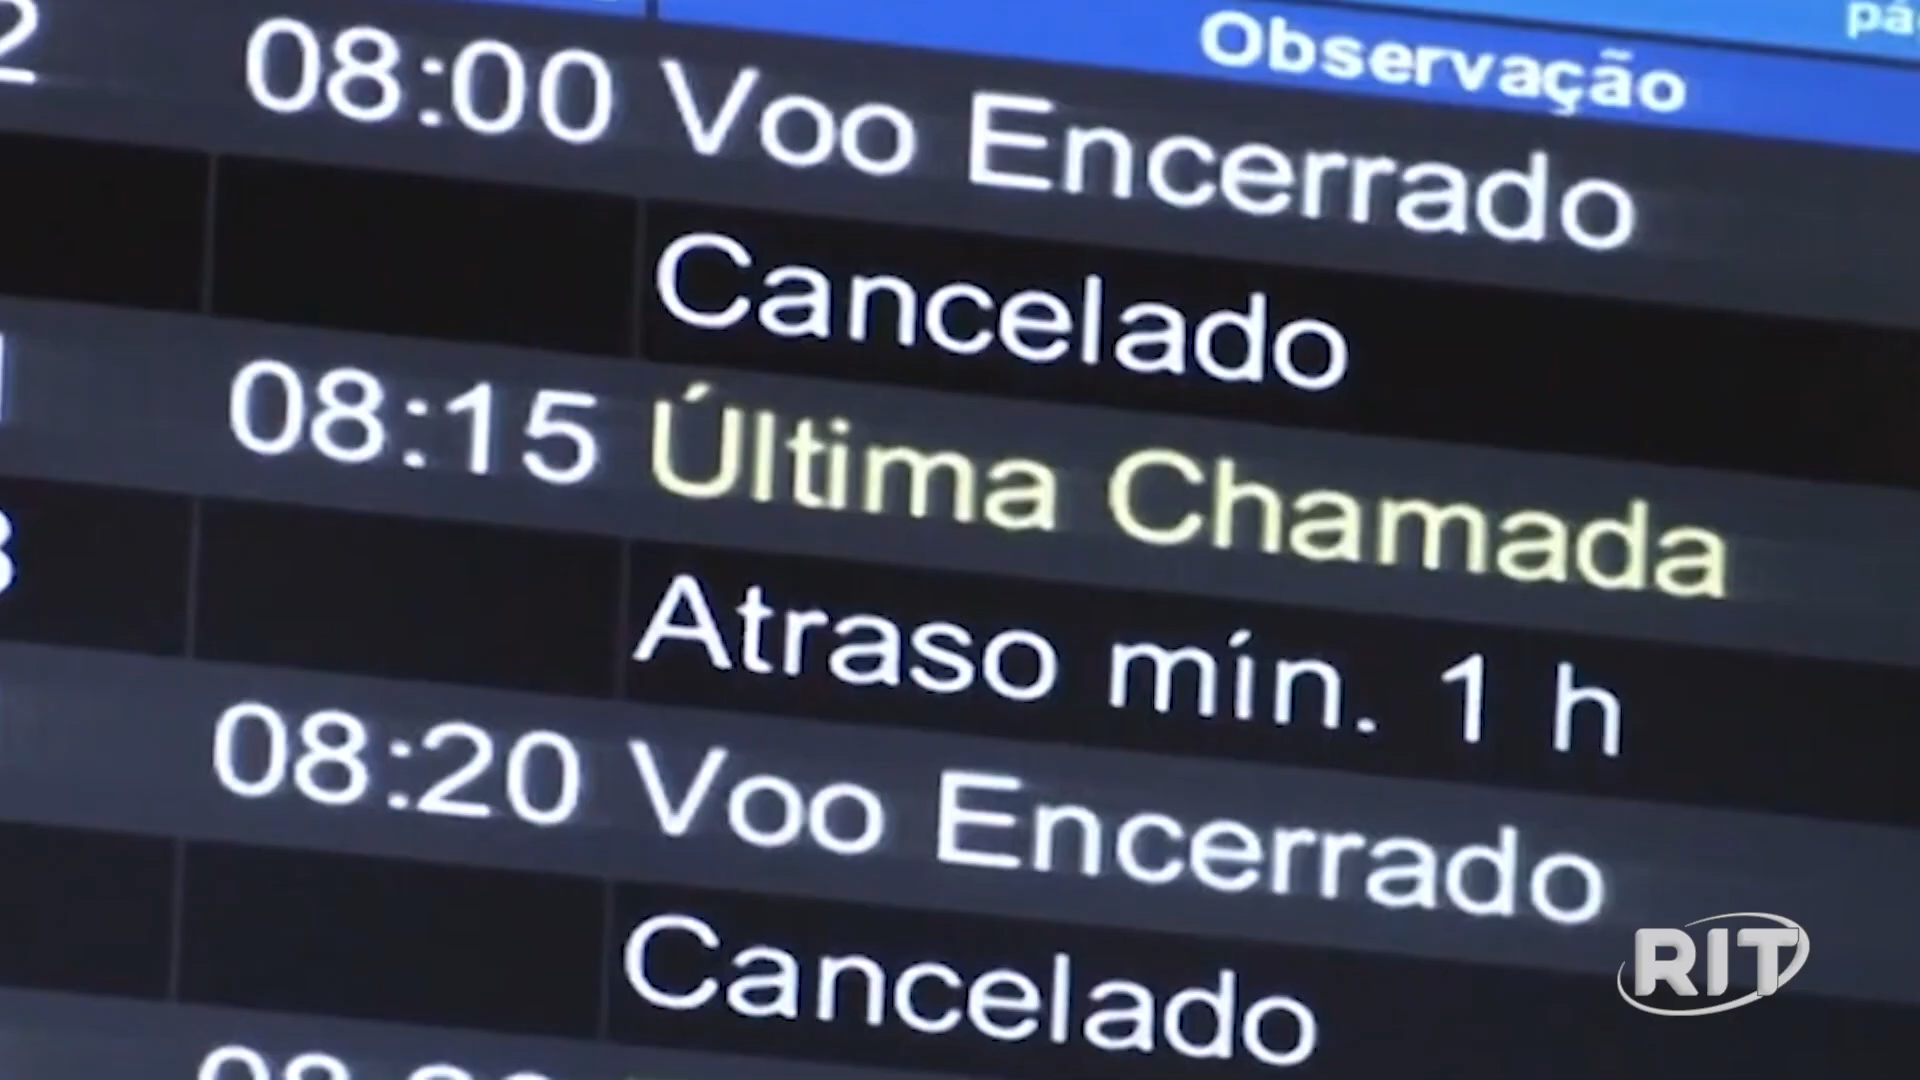 Observação
08:00 Voo Encerrado
Cancelado
08:15 Última Chamada
Atraso mín. 1 h
08:20 Voo Encerrado
Cancelado
RIT